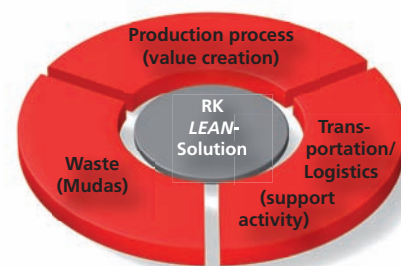 Production process
(value creation)
RK
LEAN-
Solution
Trans-
portation/
Logistics
(support
activity)
Waste
(Mudas)